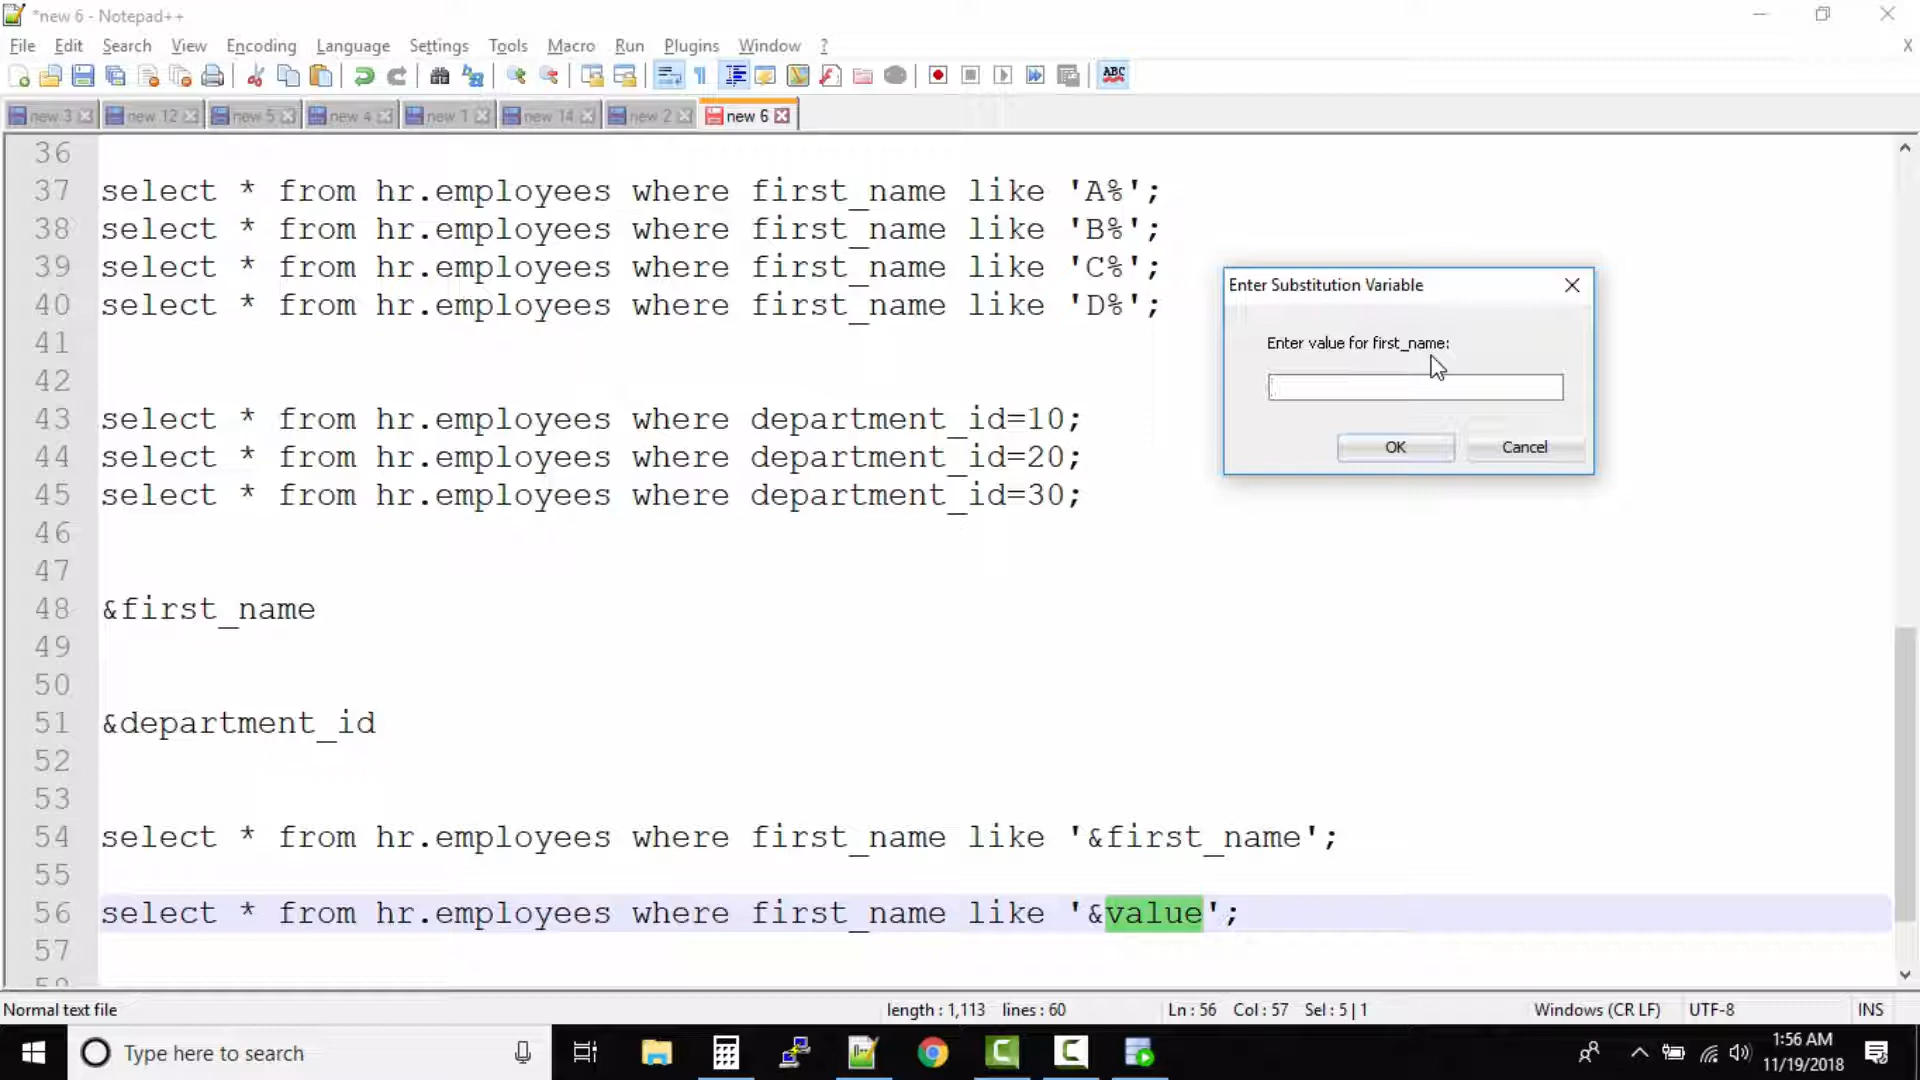 *new 6 - Notepad++
File Edit Search View Encoding Language Settings Tools Macro Run Plugins Window ? X
ABC
new 3 new 12 new 5 new 4 new 1 new 14 new 2 new 6
36
37 select * from hr.employees where first_name like 'A%';
38 select * from hr.employees where first_name like 'B%';
39 select * from hr.employees where first_name like 'C%';
40 select * from hr.employees where first_name like 'D%';
41
42
43 select * from hr.employees where department_id=10;
44 select * from hr.employees where department_id=20;
45 select * from hr.employees where department_id=30;
46
47
48 &first_name
49
50
51 &department_id
52
53
54 select * from hr.employees where first_name like '&first_name';
55
56 select * from hr.employees where first_name like '&value';
57
Enter Substitution Variable
Enter value for first_name:
OK Cancel
Normal text file length : 1,113 lines : 60 Ln : 56 Col : 57 Sel : 5 | 1 Windows (CR LF) UTF-8 INS
Type here to search
1:56 AM
11/19/2018